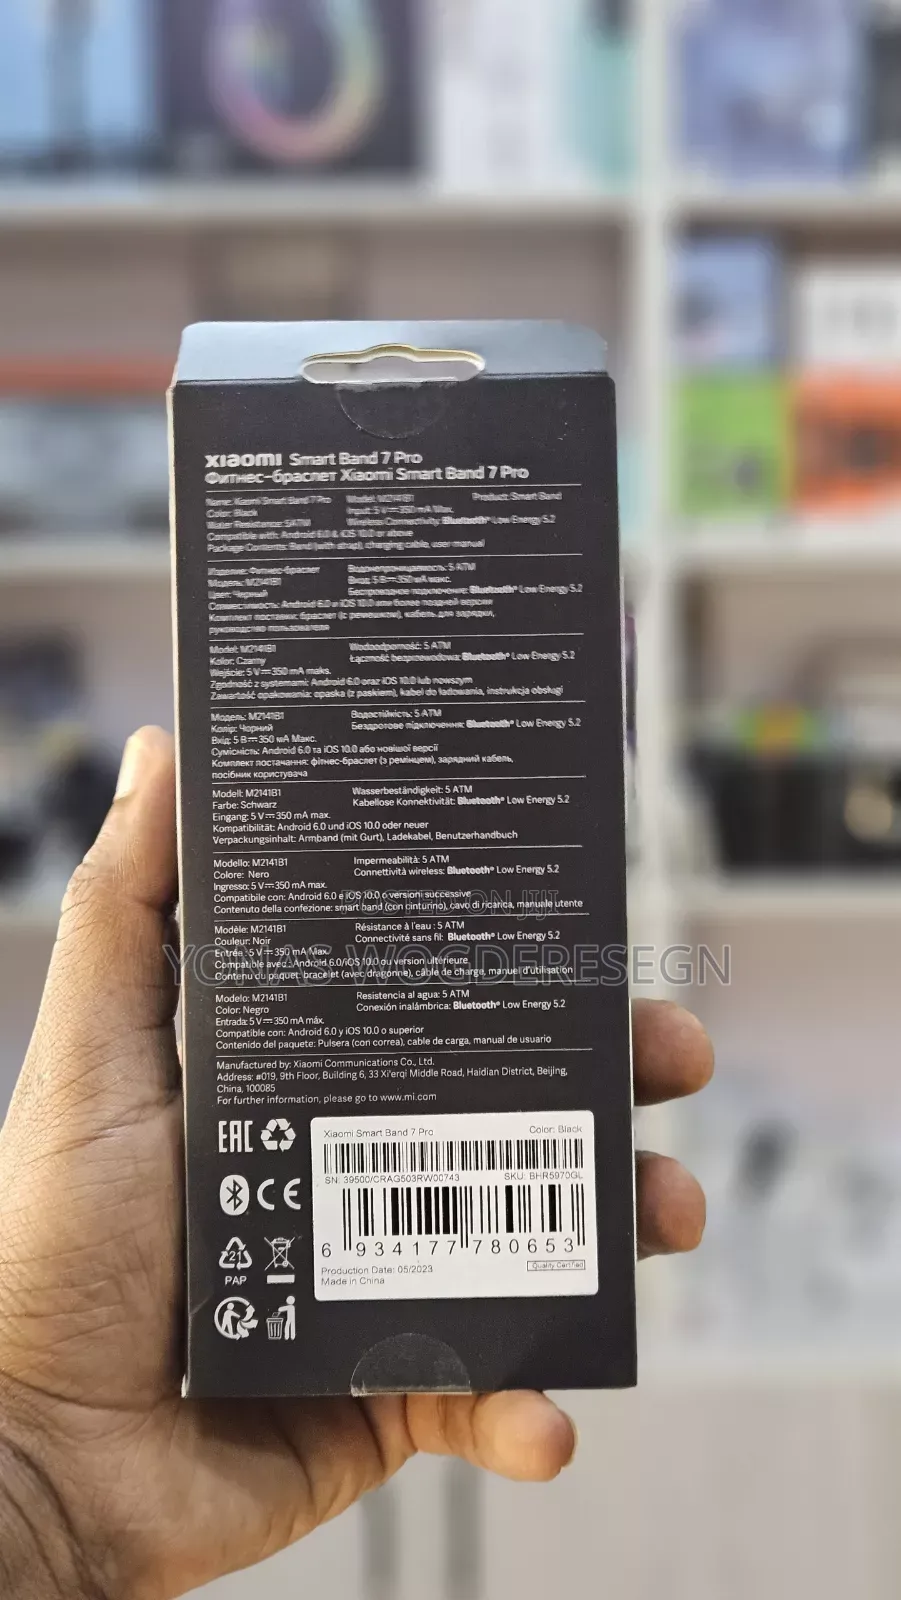 xiaomi Smart Band 7 Pro
Фитнес-браслет Xiaomi Smart Band 7 Pro
Name: Xiaomi Smart Band 7 Pro Model: M2141B1 Product: Smart Band
Color: Black Input: 5 V⎓350 mA Max.
Water Resistance: 5ATM Wireless Connectivity: Bluetooth® Low Energy 5.2
Compatible with: Android 6.0 & iOS 10.0 or above
Package Contents: Band (with strap), charging cable, user manual
Изделие: Фитнес-браслет Водонепроницаемость: 5 ATM
Модель: M2141B1 Вход: 5 В⎓350 мА макс.
Цвет: Черный Беспроводное подключение: Bluetooth® Low Energy 5.2
Совместимость: Android 6.0 и iOS 10.0 или более поздней версии
Комплект поставки: браслет (с ремешком), кабель для зарядки,
руководство пользователя
Model: M2141B1 Wodoodporność: 5 ATM
Kolor: Czarny Łączność bezprzewodowa: Bluetooth® Low Energy 5.2
Wejście: 5 V⎓350 mA maks.
Zgodność z systemami: Android 6.0 oraz iOS 10.0 lub nowszym
Zawartość opakowania: opaska (z paskiem), kabel do ładowania, instrukcja obsługi
Модель: M2141B1 Водостійкість: 5 ATM
Колір: Чорний Бездротове підключення: Bluetooth® Low Energy 5.2
Вхід: 5 В⎓350 мА Макс.
Сумісність: Android 6.0 та iOS 10.0 або новішої версії
Комплект постачання: фітнес-браслет (з ремінцем), зарядний кабель,
посібник користувача
Modell: M2141B1 Wasserbeständigkeit: 5 ATM
Farbe: Schwarz Kabellose Konnektivität: Bluetooth® Low Energy 5.2
Eingang: 5 V⎓350 mA max.
Kompatibilität: Android 6.0 und iOS 10.0 oder neuer
Verpackungsinhalt: Armband (mit Gurt), Ladekabel, Benutzerhandbuch
Modello: M2141B1 Impermeabilità: 5 ATM
Colore: Nero Connettività wireless: Bluetooth® Low Energy 5.2
Ingresso: 5 V⎓350 mA max.
Compatibile con: Android 6.0 e iOS 10.0 o versioni successive
Contenuto della confezione: smart band (con cinturino), cavo di ricarica, manuale utente
POSTED ON JIJI
Modèle: M2141B1 Résistance à l'eau : 5 ATM
Couleur: Noir Connectivité sans fil: Bluetooth® Low Energy 5.2
Entrée : 5 V⎓350 mA Max.
YONAS WOGDERESEGN
Compatible avec : Android 6.0/iOS 10.0 ou version ultérieure
Contenu du paquet: bracelet (avec dragonne), câble de charge, manuel d'utilisation
Modelo: M2141B1 Resistencia al agua: 5 ATM
Color: Negro Conexión inalámbrica: Bluetooth® Low Energy 5.2
Entrada: 5 V⎓350 mA máx.
Compatible con: Android 6.0 y iOS 10.0 o superior
Contenido del paquete: Pulsera (con correa), cable de carga, manual de usuario
Manufactured by: Xiaomi Communications Co., Ltd.
Address: #019, 9th Floor, Building 6, 33 Xi'erqi Middle Road, Haidian District, Beijing,
China, 100085
For further information, please go to www.mi.com
EAC
CE
21
PAP
Xiaomi Smart Band 7 Pro Color: Black
SN: 39500/CRAG503RW00743 SKU: BHR5970GL
6 934177 780653
Production Date: 05/2023 Quality Certified
Made in China